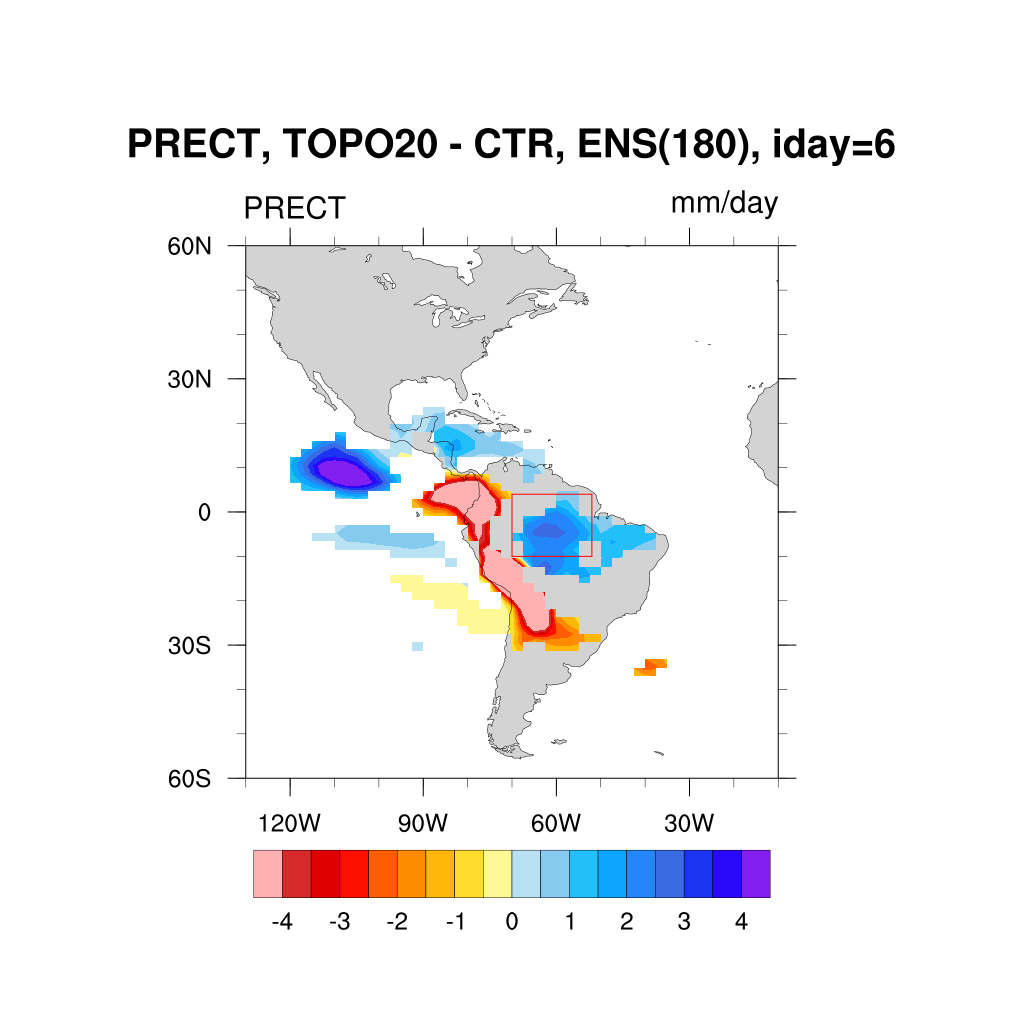 PRECT, TOPO20 - CTR, ENS(180), iday=6
PRECT mm/day
60N
30N
0
30S
60S
120W 90W 60W 30W
-4 -3 -2 -1 0 1 2 3 4